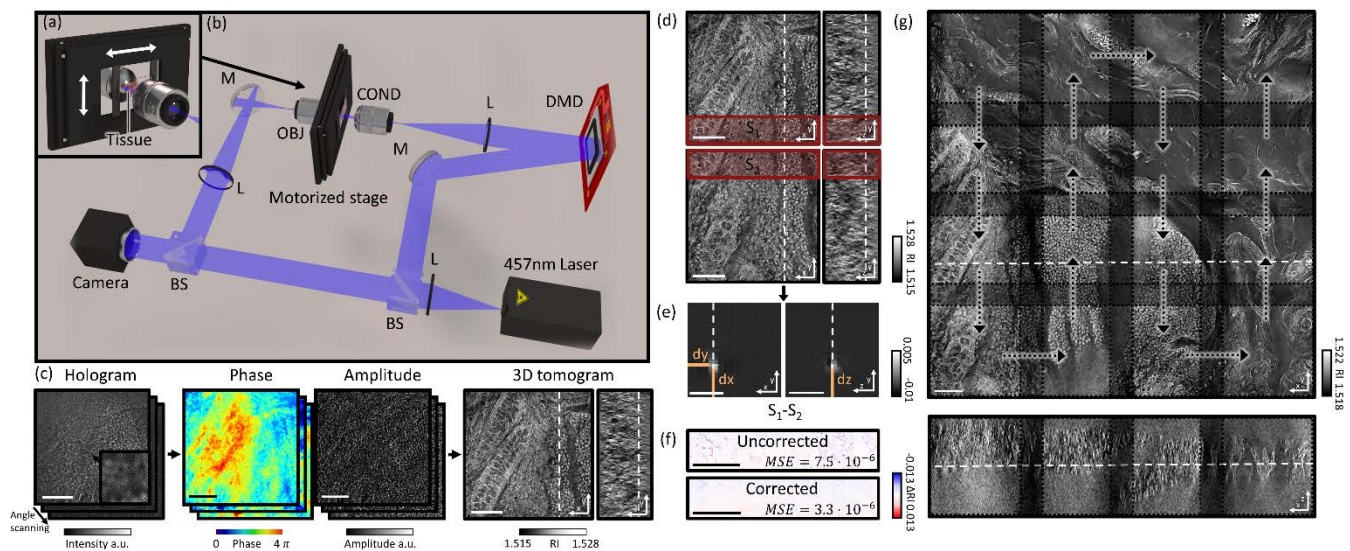 (a)
Tissue
(b)
M
OBJ
COND
L
DMD
M
Motorized stage
L
Camera
BS
L
457nm Laser
BS
(c)
Hologram
Phase
Amplitude
3D tomogram
Angle
scanning
Intensity a.u.
0 Phase 4 π
Amplitude a.u.
1.515 RI 1.528
x
Y
z
Y
(d)
S1
S2
x
Y
z
Y
x
Y
z
Y
1.528 RI 1.515
(e)
dy
dx
dz
x
Y
z
Y
0.005
-0.01
S1-S2
(f)
Uncorrected
MSE = 7.5 · 10⁻⁶
Corrected
MSE = 3.3 · 10⁻⁶
-0.013 ΔRI 0.013
(g)
x
Y
1.522 RI 1.518
x
z